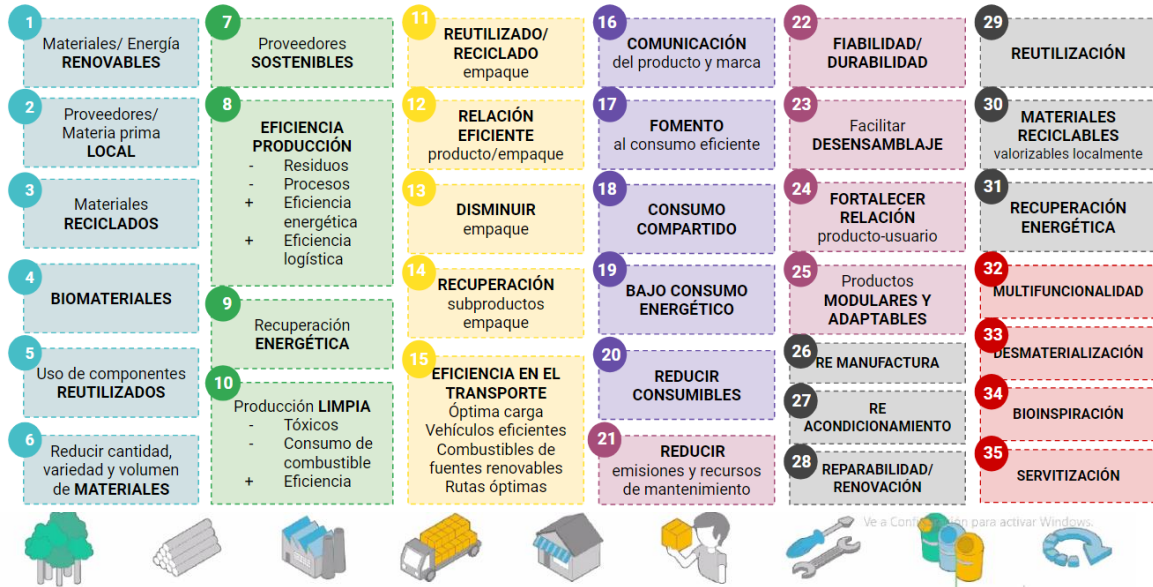 1
Materiales/ Energía
RENOVABLES
2
Proveedores/
Materia prima
LOCAL
3
Materiales
RECICLADOS
4
BIOMATERIALES
5
Uso de componentes
REUTILIZADOS
6
Reducir cantidad,
variedad y volumen
de MATERIALES
7
Proveedores
SOSTENIBLES
8
EFICIENCIA
PRODUCCIÓN
- Residuos
- Procesos
+ Eficiencia
energética
+ Eficiencia
logística
9
Recuperación
ENERGÉTICA
10
Producción LIMPIA
- Tóxicos
- Consumo de
combustible
+ Eficiencia
11
REUTILIZADO/
RECICLADO
empaque
12
RELACIÓN
EFICIENTE
producto/empaque
13
DISMINUIR
empaque
14
RECUPERACIÓN
subproductos
empaque
15
EFICIENCIA EN EL
TRANSPORTE
Óptima carga
Vehículos eficientes
Combustibles de
fuentes renovables
Rutas óptimas
16
COMUNICACIÓN
del producto y marca
17
FOMENTO
al consumo eficiente
18
CONSUMO
COMPARTIDO
19
BAJO CONSUMO
ENERGÉTICO
20
REDUCIR
CONSUMIBLES
21
REDUCIR
emisiones y recursos
de mantenimiento
22
FIABILIDAD/
DURABILIDAD
23
Facilitar
DESENSAMBLAJE
24
FORTALECER
RELACIÓN
producto-usuario
25
Productos
MODULARES Y
ADAPTABLES
26
RE MANUFACTURA
27
RE
ACONDICIONAMIENTO
28
REPARABILIDAD/
RENOVACIÓN
29
REUTILIZACIÓN
30
MATERIALES
RECICLABLES
valorizables localmente
31
RECUPERACIÓN
ENERGÉTICA
32
MULTIFUNCIONALIDAD
33
DESMATERIALIZACIÓN
34
BIOINSPIRACIÓN
35
SERVITIZACIÓN
Ve a Configuración para activar Windows.